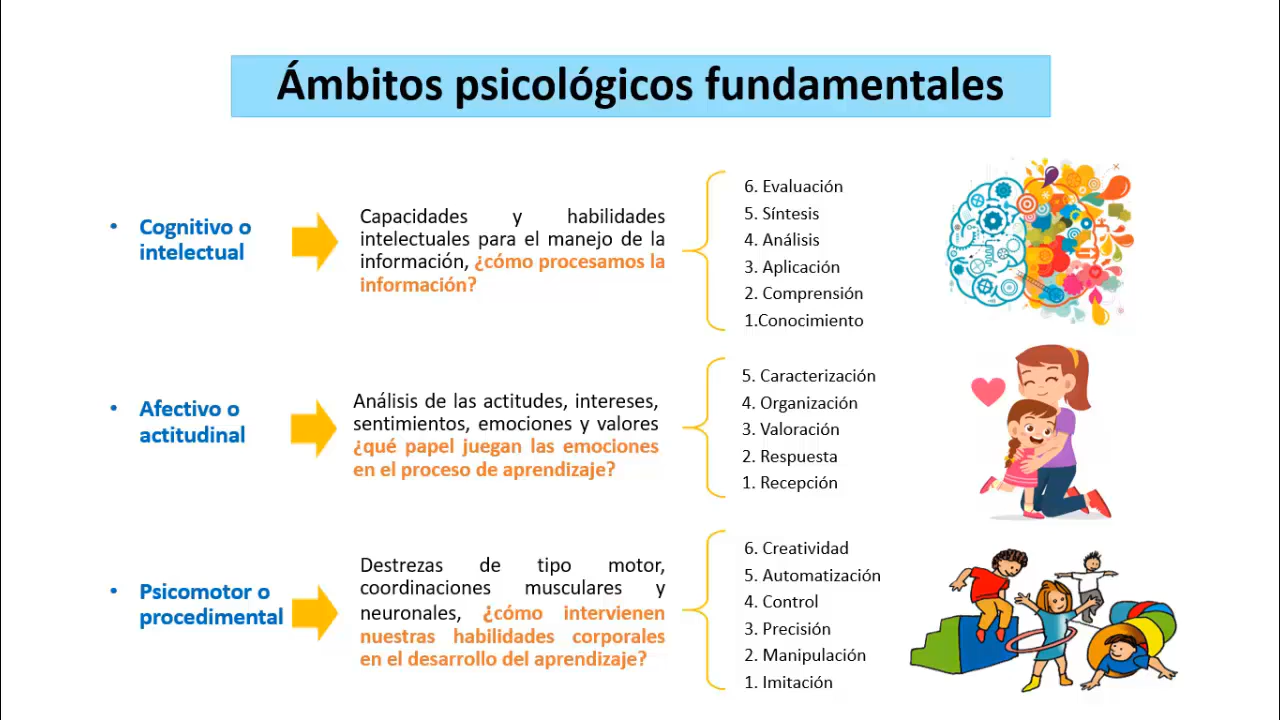 Ámbitos psicológicos fundamentales
• Cognitivo o
intelectual
Capacidades y habilidades
intelectuales para el manejo de la
información, ¿cómo procesamos la
información?
6. Evaluación
5. Síntesis
4. Análisis
3. Aplicación
2. Comprensión
1.Conocimiento
• Afectivo o
actitudinal
Análisis de las actitudes, intereses,
sentimientos, emociones y valores
¿qué papel juegan las emociones
en el proceso de aprendizaje?
5. Caracterización
4. Organización
3. Valoración
2. Respuesta
1. Recepción
• Psicomotor o
procedimental
Destrezas de tipo motor,
coordinaciones musculares y
neuronales, ¿cómo intervienen
nuestras habilidades corporales
en el desarrollo del aprendizaje?
6. Creatividad
5. Automatización
4. Control
3. Precisión
2. Manipulación
1. Imitación